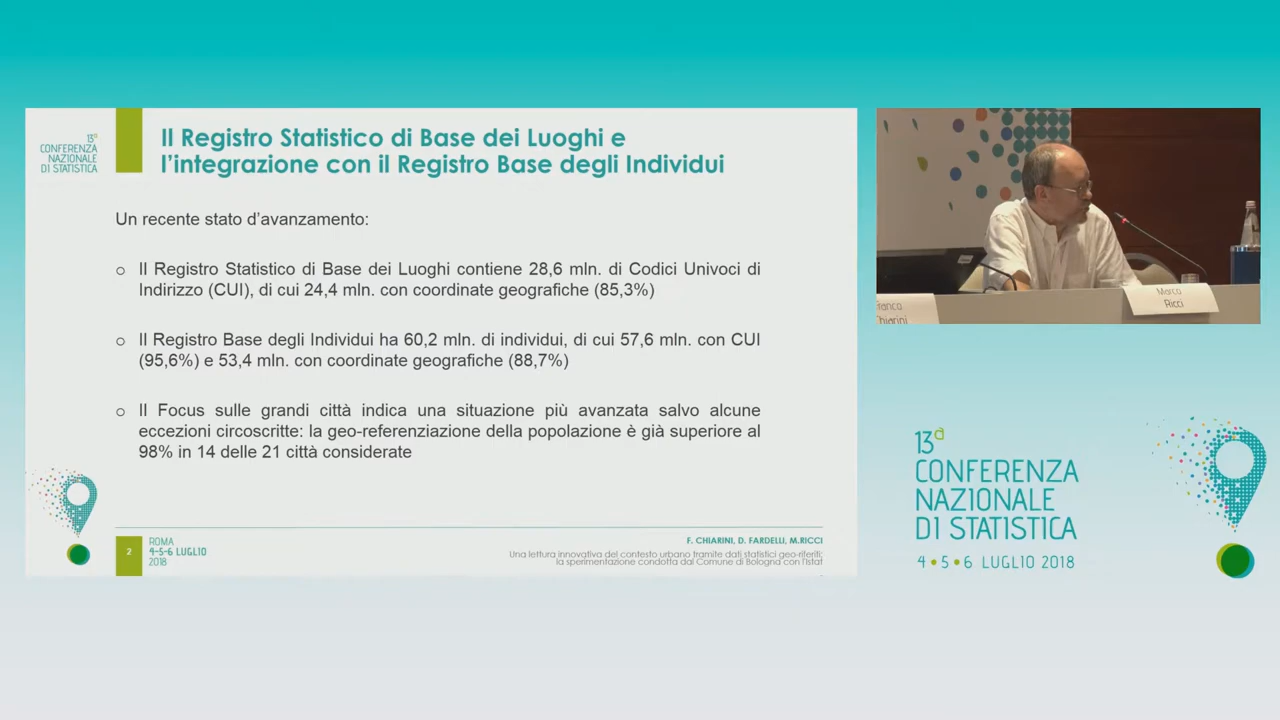 13ª
CONFERENZA
NAZIONALE
DI STATISTICA
Il Registro Statistico di Base dei Luoghi e
l'integrazione con il Registro Base degli Individui
Un recente stato d'avanzamento:
o Il Registro Statistico di Base dei Luoghi contiene 28,6 mln. di Codici Univoci di
Indirizzo (CUI), di cui 24,4 mln. con coordinate geografiche (85,3%)
o Il Registro Base degli Individui ha 60,2 mln. di individui, di cui 57,6 mln. con CUI
(95,6%) e 53,4 mln. con coordinate geografiche (88,7%)
o Il Focus sulle grandi città indica una situazione più avanzata salvo alcune
eccezioni circoscritte: la geo-referenziazione della popolazione è già superiore al
98% in 14 delle 21 città considerate
2
ROMA
4-5-6 LUGLIO
2018
F. CHIARINI, D. FARDELLI, M.RICCI
Una lettura innovativa del contesto urbano tramite dati statistici geo-riferiti:
la sperimentazione condotta dal Comune di Bologna con l'Istat
Franco
Chiarini
Marco
Ricci
13ª
CONFERENZA
NAZIONALE
DI STATISTICA
4•5•6 LUGLIO 2018